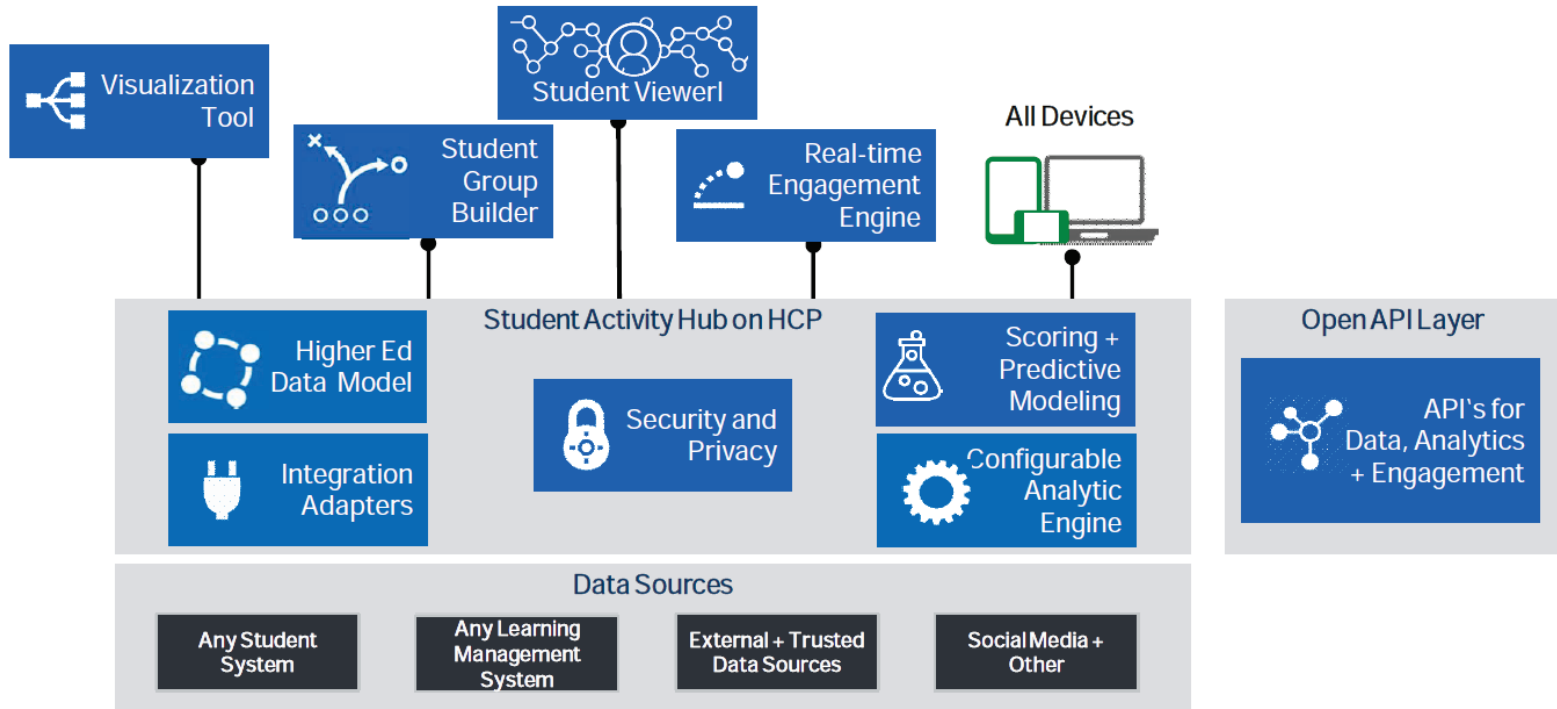 Visualization
Tool
Student Viewerl
Student
Group
Builder
Real-time
Engagement
Engine
All Devices
Student Activity Hub on HCP
Higher Ed
Data Model
Integration
Adapters
Security and
Privacy
Scoring +
Predictive
Modeling
Configurable
Analytic
Engine
Open API Layer
API`s for
Data, Analytics
+ Engagement
Data Sources
Any Student
System
Any Learning
Management
System
External + Trusted
Data Sources
Social Media +
Other